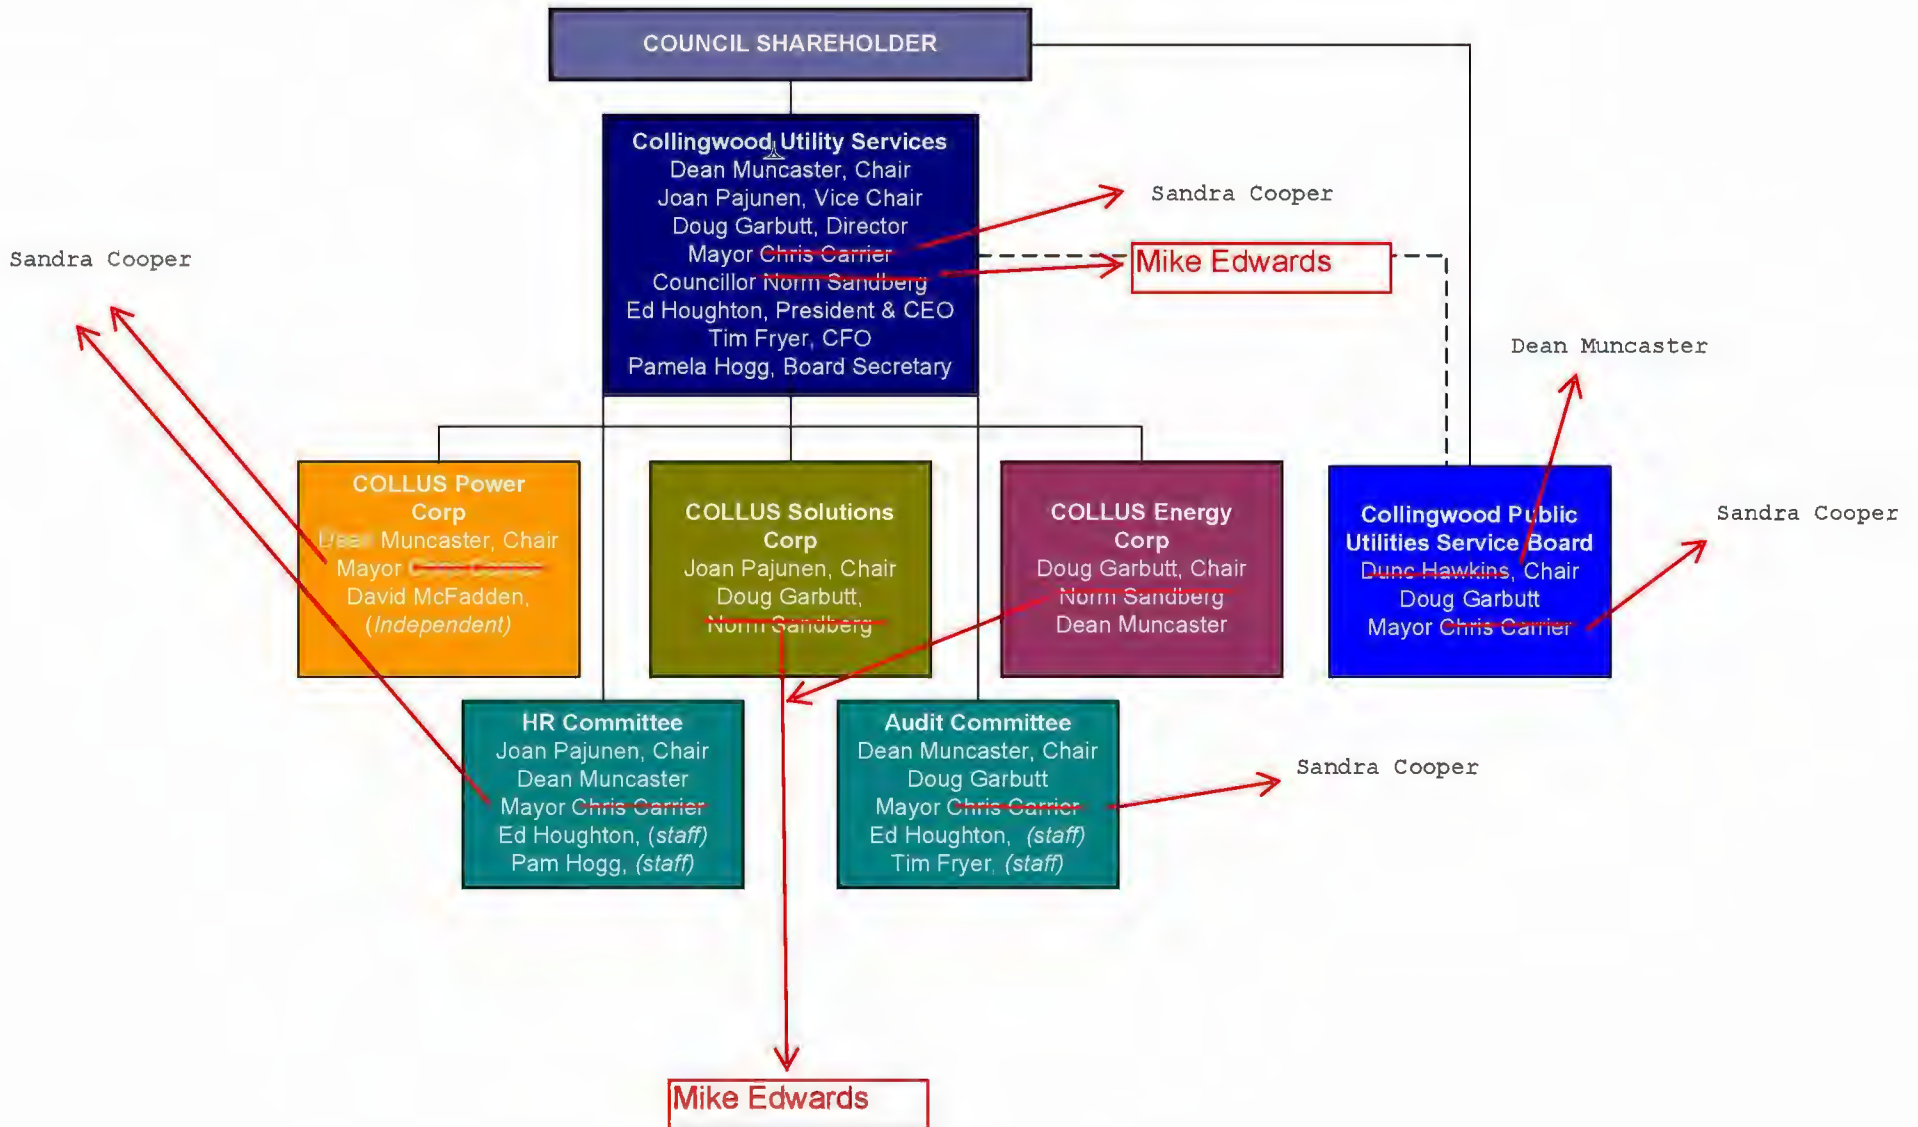 COUNCIL SHAREHOLDER
Collingwood Utility Services
Dean Muncaster, Chair
Joan Pajunen, Vice Chair
Doug Garbutt, Director
Mayor Chris Carrier
Councillor Norm Sandberg
Ed Houghton, President & CEO
Tim Fryer, CFO
Pamela Hogg, Board Secretary
Sandra Cooper
Mike Edwards
Sandra Cooper
Dean Muncaster
Sandra Cooper
COLLUS Power
Corp
Dean Muncaster, Chair
Mayor
David McFadden,
(Independent)
COLLUS Solutions
Corp
Joan Pajunen, Chair
Doug Garbutt,
Norm Sandberg
COLLUS Energy
Corp
Doug Garbutt, Chair
Norm Sandberg
Dean Muncaster
Collingwood Public
Utilities Service Board
Dunc Hawkins, Chair
Doug Garbutt
Mayor Chris Carrier
HR Committee
Joan Pajunen, Chair
Dean Muncaster
Mayor Chris Carrier
Ed Houghton, (staff)
Pam Hogg, (staff)
Audit Committee
Dean Muncaster, Chair
Doug Garbutt
Mayor Chris Carrier
Ed Houghton, (staff)
Tim Fryer, (staff)
Sandra Cooper
Mike Edwards